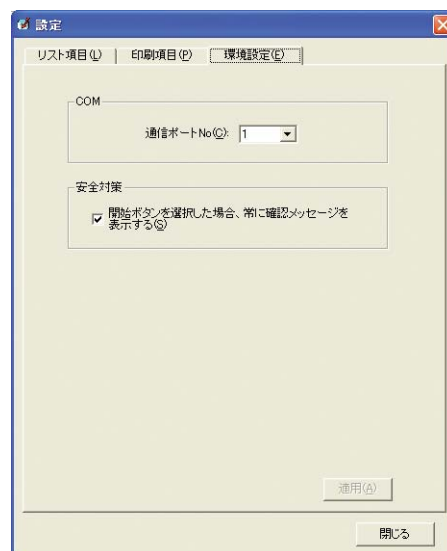 設定
リスト項目(L) 印刷項目(P) 環境設定(E)
COM
通信ポートNo(C): 1
安全対策
開始ボタンを選択した場合、常に確認メッセージを
表示する(S)
適用(A)
閉じる